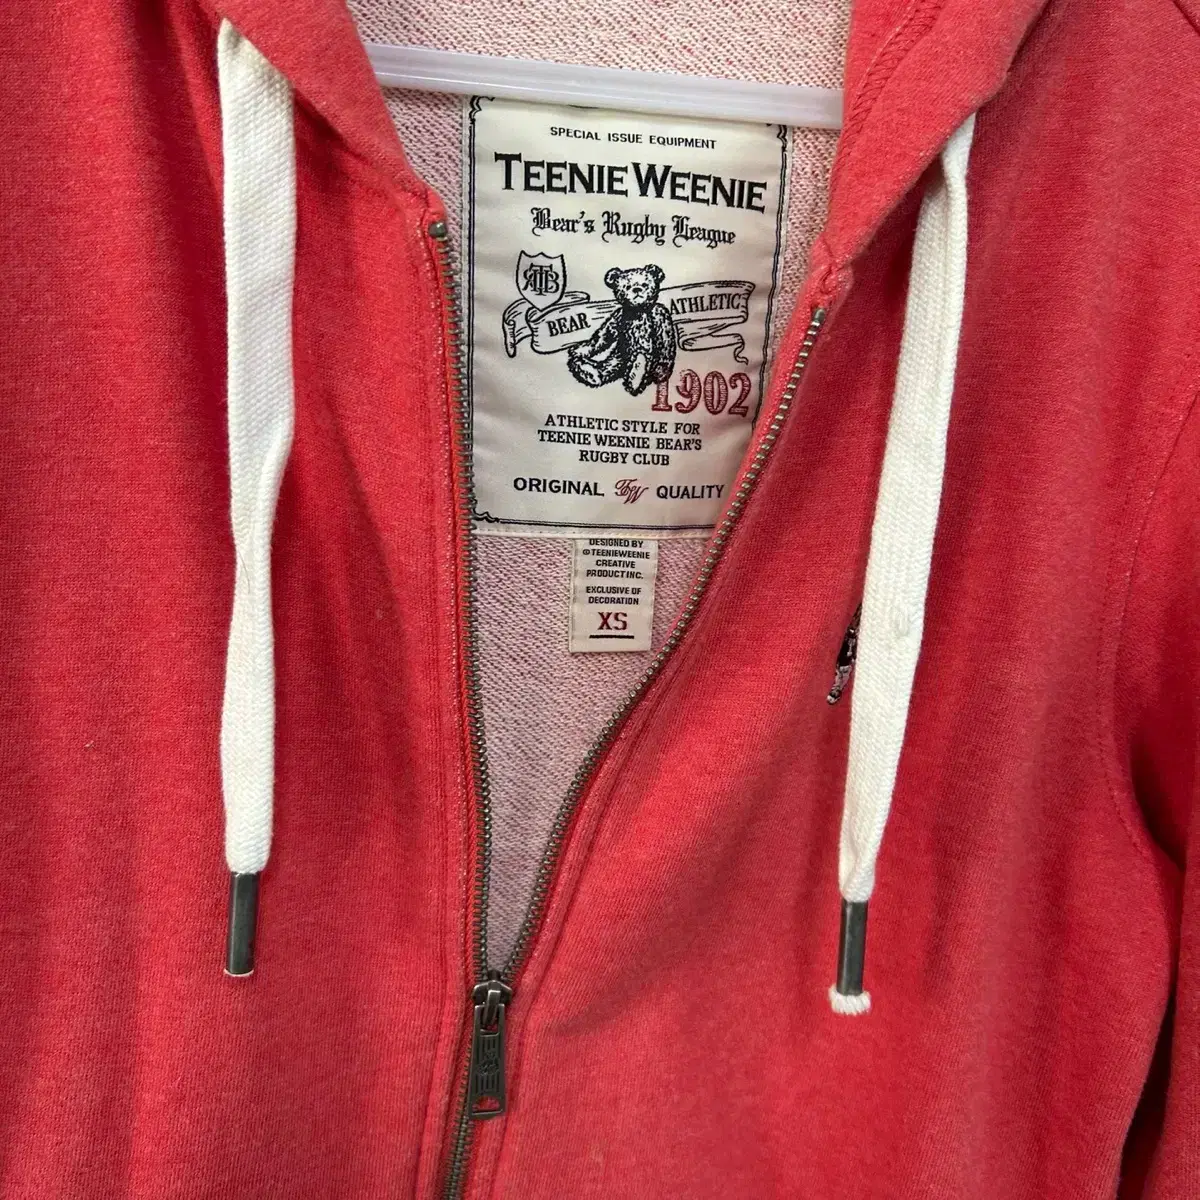 SPECIAL ISSUE EQUIPMENT
TEENIE WEENIE
Bear's Rugby League
BEAR ATHLETIC
1902
ATHLETIC STYLE FOR
TEENIE WEENIE BEAR'S
RUGBY CLUB
ORIGINAL TW QUALITY
DESIGNED BY
©TEENIEWEENIE
CREATIVE
PRODUCT INC.
EXCLUSIVE OF
DECORATION
XS